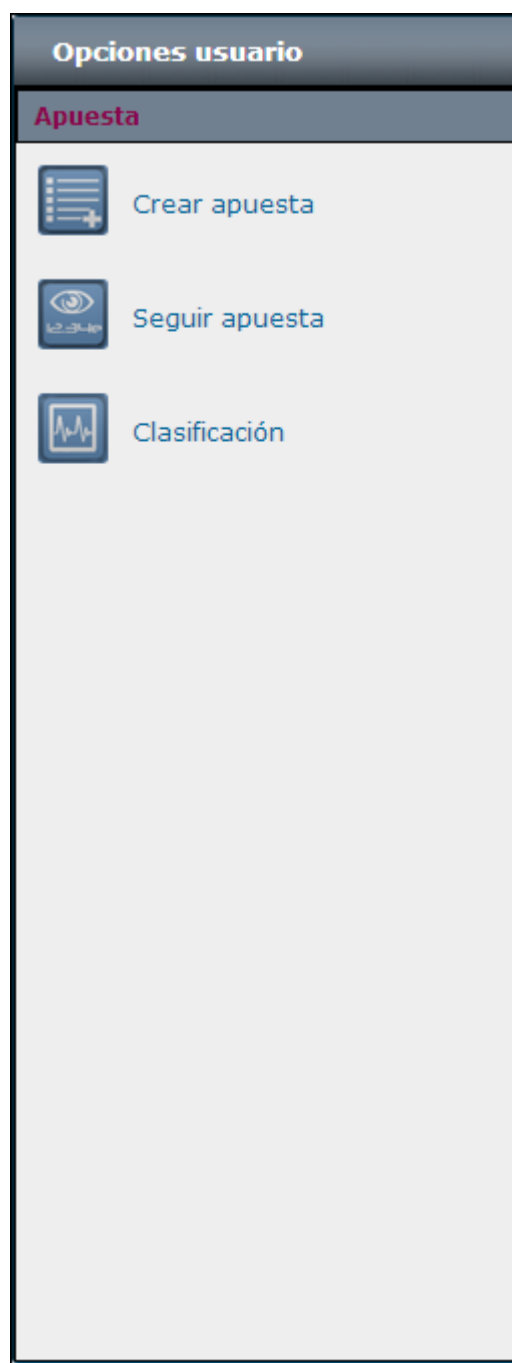 Opciones usuario
Apuesta
Crear apuesta
Seguir apuesta
Clasificación